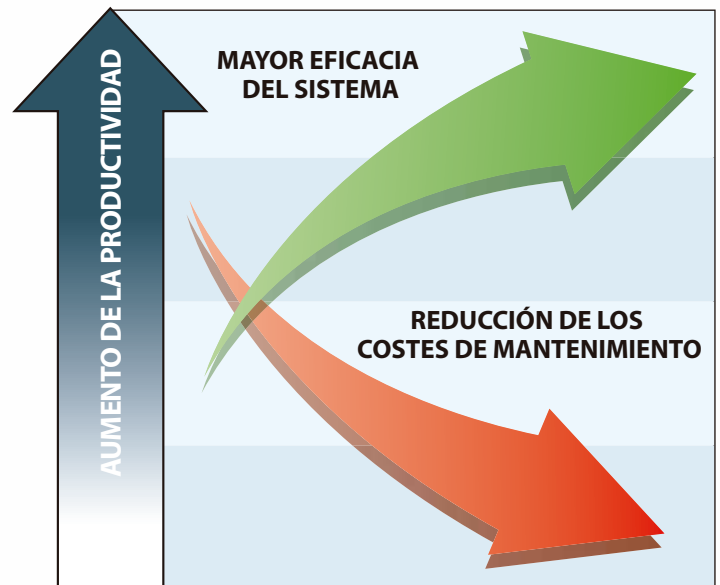 AUMENTO DE LA PRODUCTIVIDAD
MAYOR EFICACIA
DEL SISTEMA
REDUCCIÓN DE LOS
COSTES DE MANTENIMIENTO